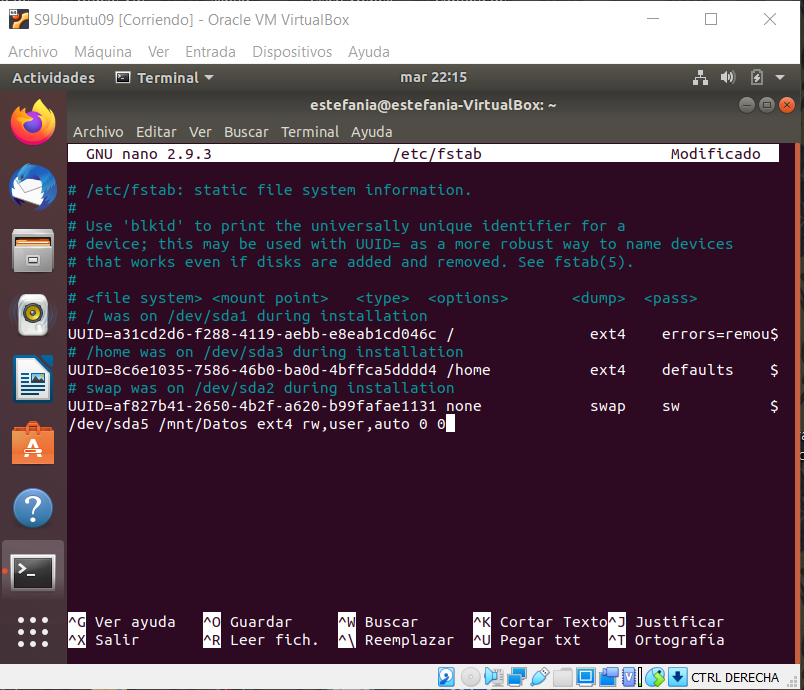 S9Ubuntu09 [Corriendo] - Oracle VM VirtualBox
Archivo Máquina Ver Entrada Dispositivos Ayuda
Actividades Terminal mar 22:15
estefania@estefania-VirtualBox: ~
Archivo Editar Ver Buscar Terminal Ayuda
GNU nano 2.9.3 /etc/fstab Modificado
# /etc/fstab: static file system information.
#
# Use 'blkid' to print the universally unique identifier for a
# device; this may be used with UUID= as a more robust way to name devices
# that works even if disks are added and removed. See fstab(5).
#
# <file system> <mount point>   <type>  <options>       <dump>  <pass>
# / was on /dev/sda1 during installation
UUID=a31cd2d6-f288-4119-aebb-e8eab1cd046c /               ext4    errors=remou$
# /home was on /dev/sda3 during installation
UUID=8c6e1035-7586-46b0-ba0d-4bffca5dddd4 /home           ext4    defaults    $
# swap was on /dev/sda2 during installation
UUID=af827b41-2650-4b2f-a620-b99fafae1131 none            swap    sw          $
/dev/sda5 /mnt/Datos ext4 rw,user,auto 0 0
^G Ver ayuda ^O Guardar ^W Buscar ^K Cortar Texto ^J Justificar
^X Salir ^R Leer fich. ^\ Reemplazar ^U Pegar txt ^T Ortografía
CTRL DERECHA